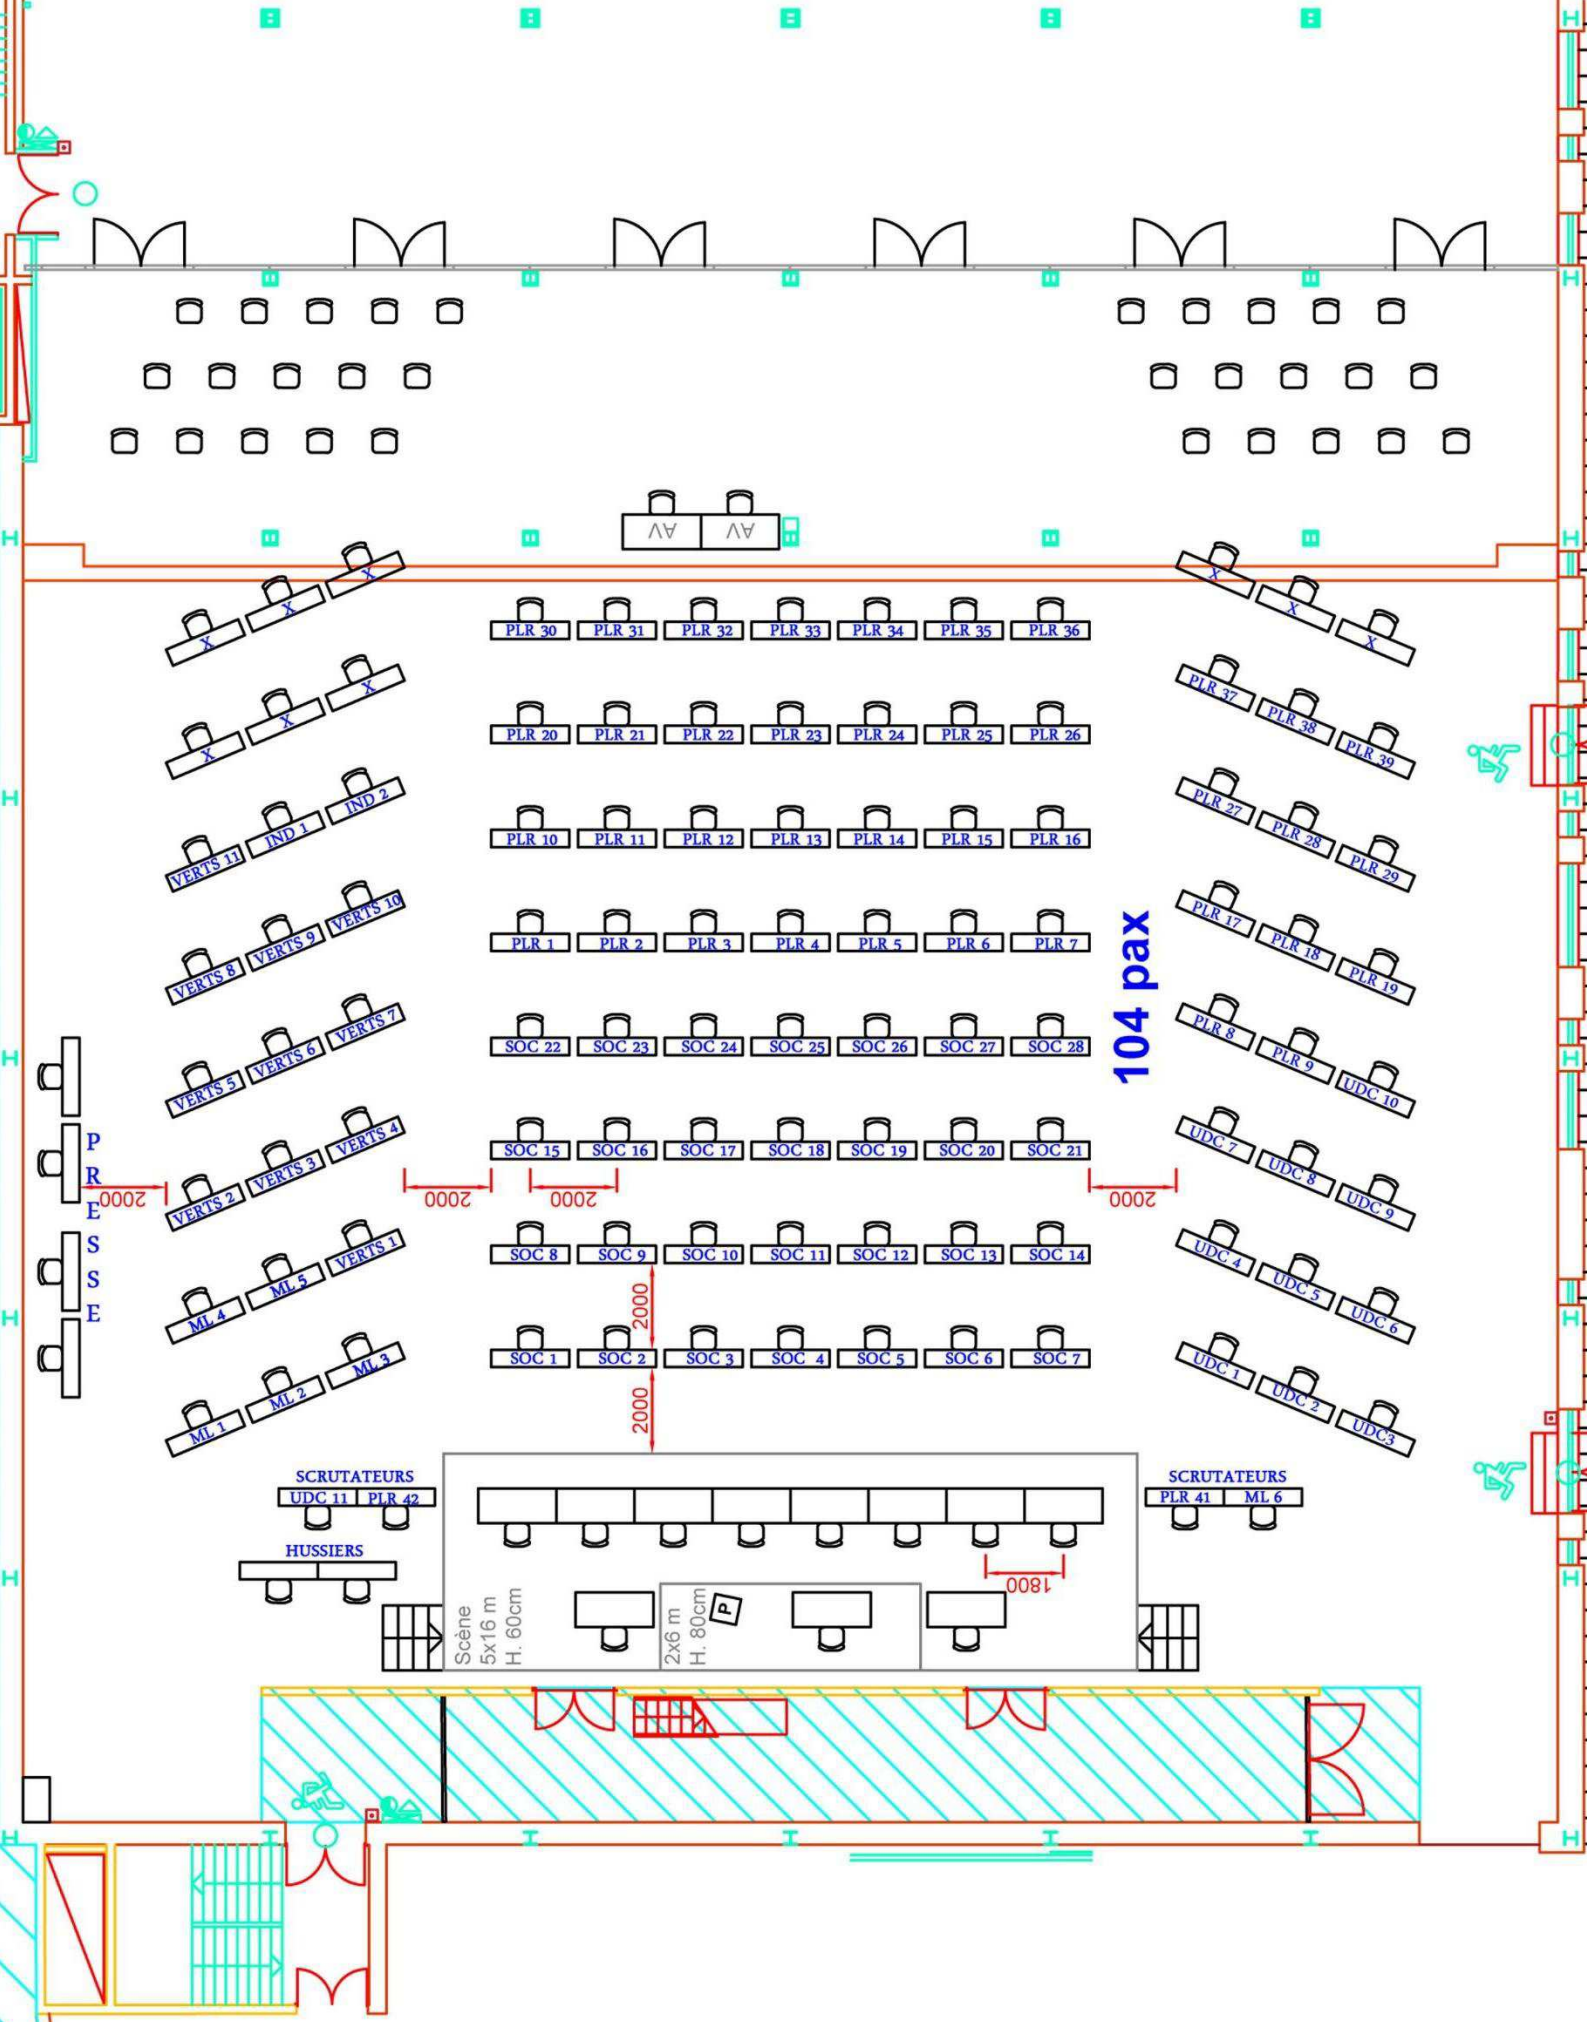 AV AV
X X X
X X X
PLR 30 PLR 31 PLR 32 PLR 33 PLR 34 PLR 35 PLR 36
X X X
PLR 37 PLR 38 PLR 39
PLR 20 PLR 21 PLR 22 PLR 23 PLR 24 PLR 25 PLR 26
VERTS 11 IND 1 IND 2
PLR 10 PLR 11 PLR 12 PLR 13 PLR 14 PLR 15 PLR 16
PLR 27 PLR 28 PLR 29
VERTS 8 VERTS 9 VERTS 10
PLR 1 PLR 2 PLR 3 PLR 4 PLR 5 PLR 6 PLR 7
PLR 17 PLR 18 PLR 19
104 pax
VERTS 5 VERTS 6 VERTS 7
SOC 22 SOC 23 SOC 24 SOC 25 SOC 26 SOC 27 SOC 28
PLR 8 PLR 9 UDC 10
PRESSE
VERTS 2 VERTS 3 VERTS 4
SOC 15 SOC 16 SOC 17 SOC 18 SOC 19 SOC 20 SOC 21
UDC 7 UDC 8 UDC 9
2000 2000 2000 2000
ML 4 ML 5 VERTS 1
SOC 8 SOC 9 SOC 10 SOC 11 SOC 12 SOC 13 SOC 14
UDC 4 UDC 5 UDC 6
2000
ML 1 ML 2 ML 3
SOC 1 SOC 2 SOC 3 SOC 4 SOC 5 SOC 6 SOC 7
UDC 1 UDC 2 UDC3
2000
SCRUTATEURS
UDC 11 PLR 42
SCRUTATEURS
PLR 41 ML 6
HUSSIERS
1800
Scène
5x16 m
H. 60cm
2x6 m
H. 80cm
P